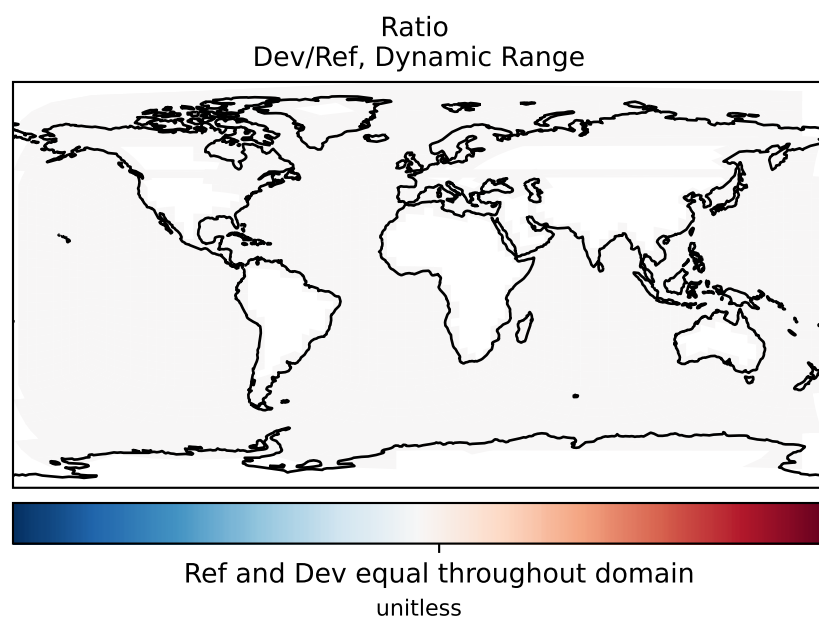 Ratio
Dev/Ref, Dynamic Range
Ref and Dev equal throughout domain
unitless